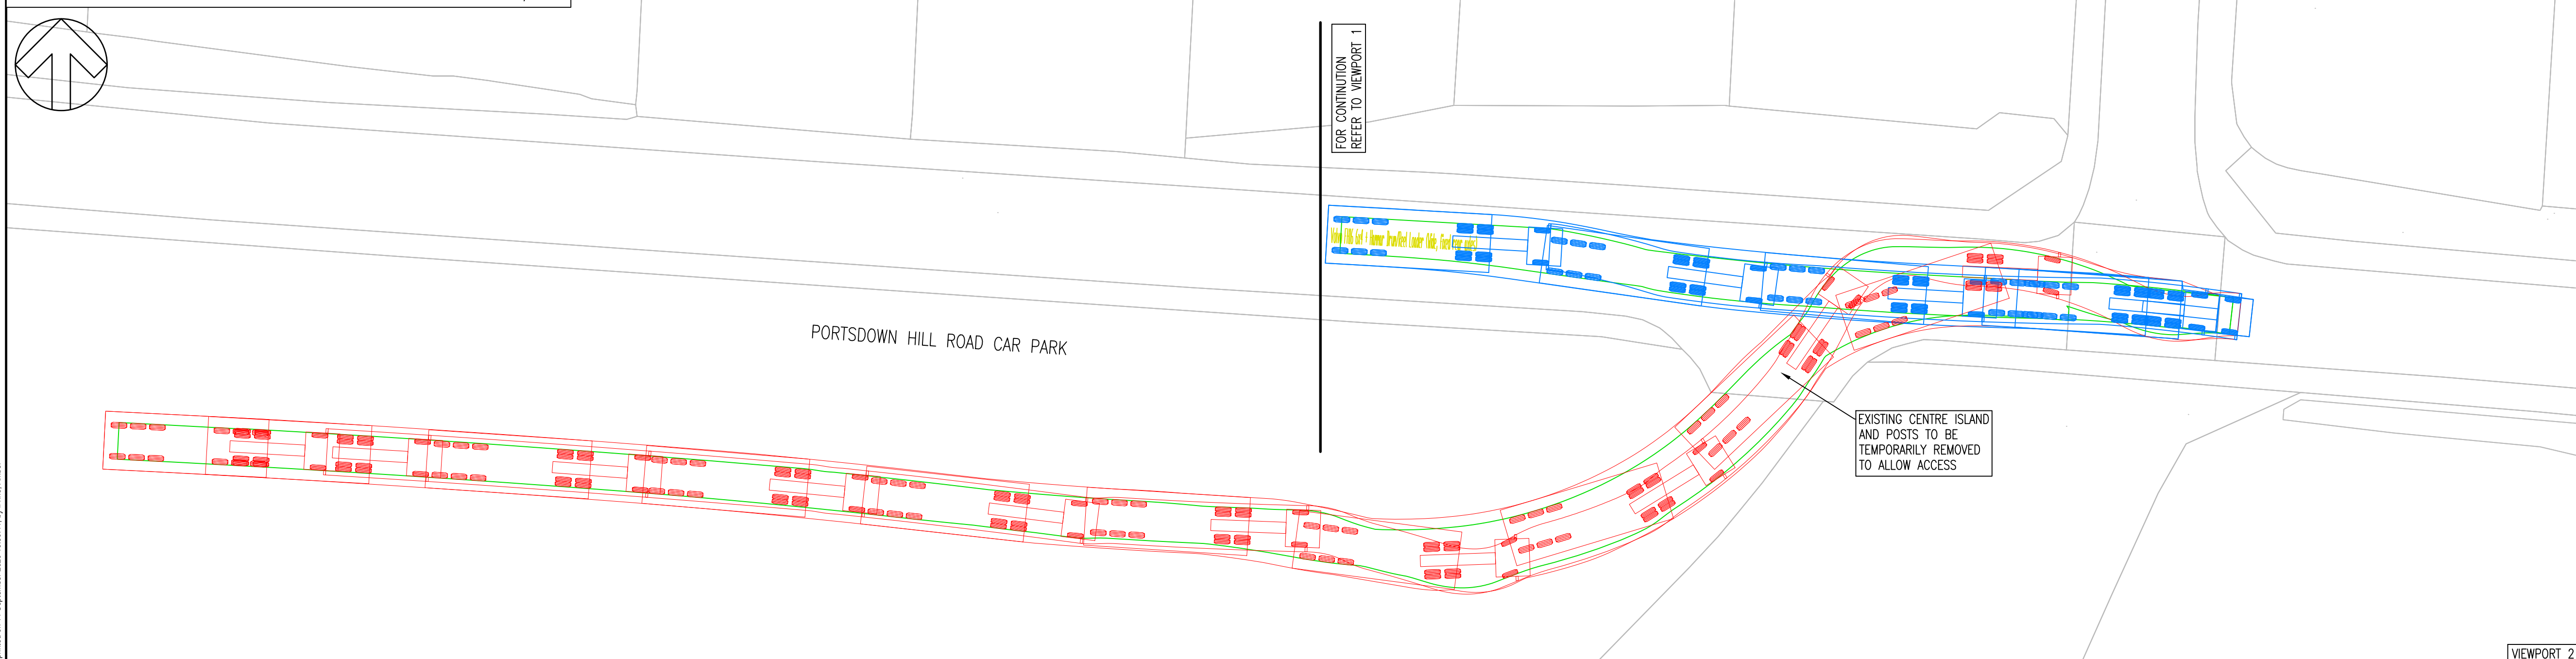 FOR CONTINUTION
REFER TO VIEWPORT 1
PORTSDOWN HILL ROAD CAR PARK
EXISTING CENTRE ISLAND
AND POSTS TO BE
TEMPORARILY REMOVED
TO ALLOW ACCESS
VIEWPORT 2